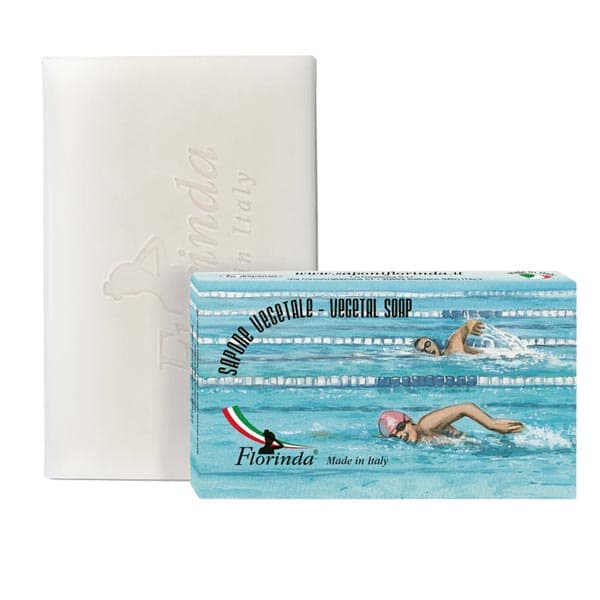 Florinda
in Italy
www.saponiflorinda.it
SAPONE VEGETALE - VEGETAL SOAP
Florinda®
Made in Italy